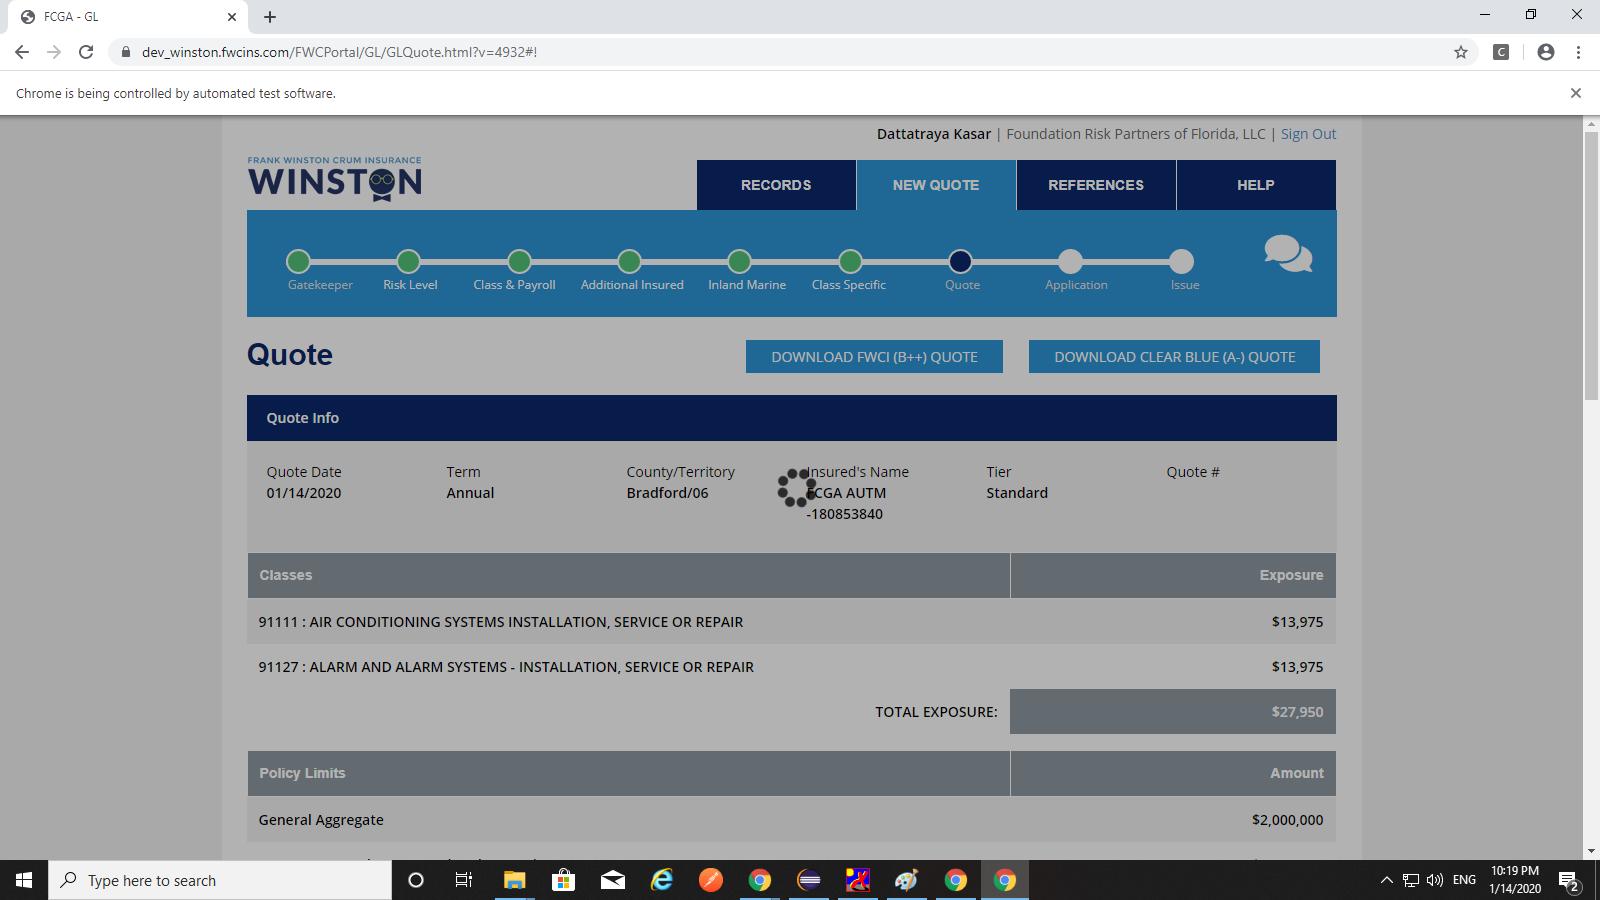 FCGA - GL
dev_winston.fwcins.com/FWCPortal/GL/GLQuote.html?v=4932#!
C
Chrome is being controlled by automated test software.
Dattatraya Kasar | Foundation Risk Partners of Florida, LLC | Sign Out
FRANK WINSTON CRUM INSURANCE
WINSTON
RECORDS
NEW QUOTE
REFERENCES
HELP
Gatekeeper
Risk Level
Class & Payroll
Additional Insured
Inland Marine
Class Specific
Quote
Application
Issue
Quote
DOWNLOAD FWCI (B++) QUOTE
DOWNLOAD CLEAR BLUE (A-) QUOTE
Quote Info
Quote Date
01/14/2020
Term
Annual
County/Territory
Bradford/06
Insured's Name
FCGA AUTM
-180853840
Tier
Standard
Quote #
Classes
Exposure
91111 : AIR CONDITIONING SYSTEMS INSTALLATION, SERVICE OR REPAIR
$13,975
91127 : ALARM AND ALARM SYSTEMS - INSTALLATION, SERVICE OR REPAIR
$13,975
TOTAL EXPOSURE:
$27,950
Policy Limits
Amount
General Aggregate
$2,000,000
Type here to search
ENG
10:19 PM
1/14/2020
2